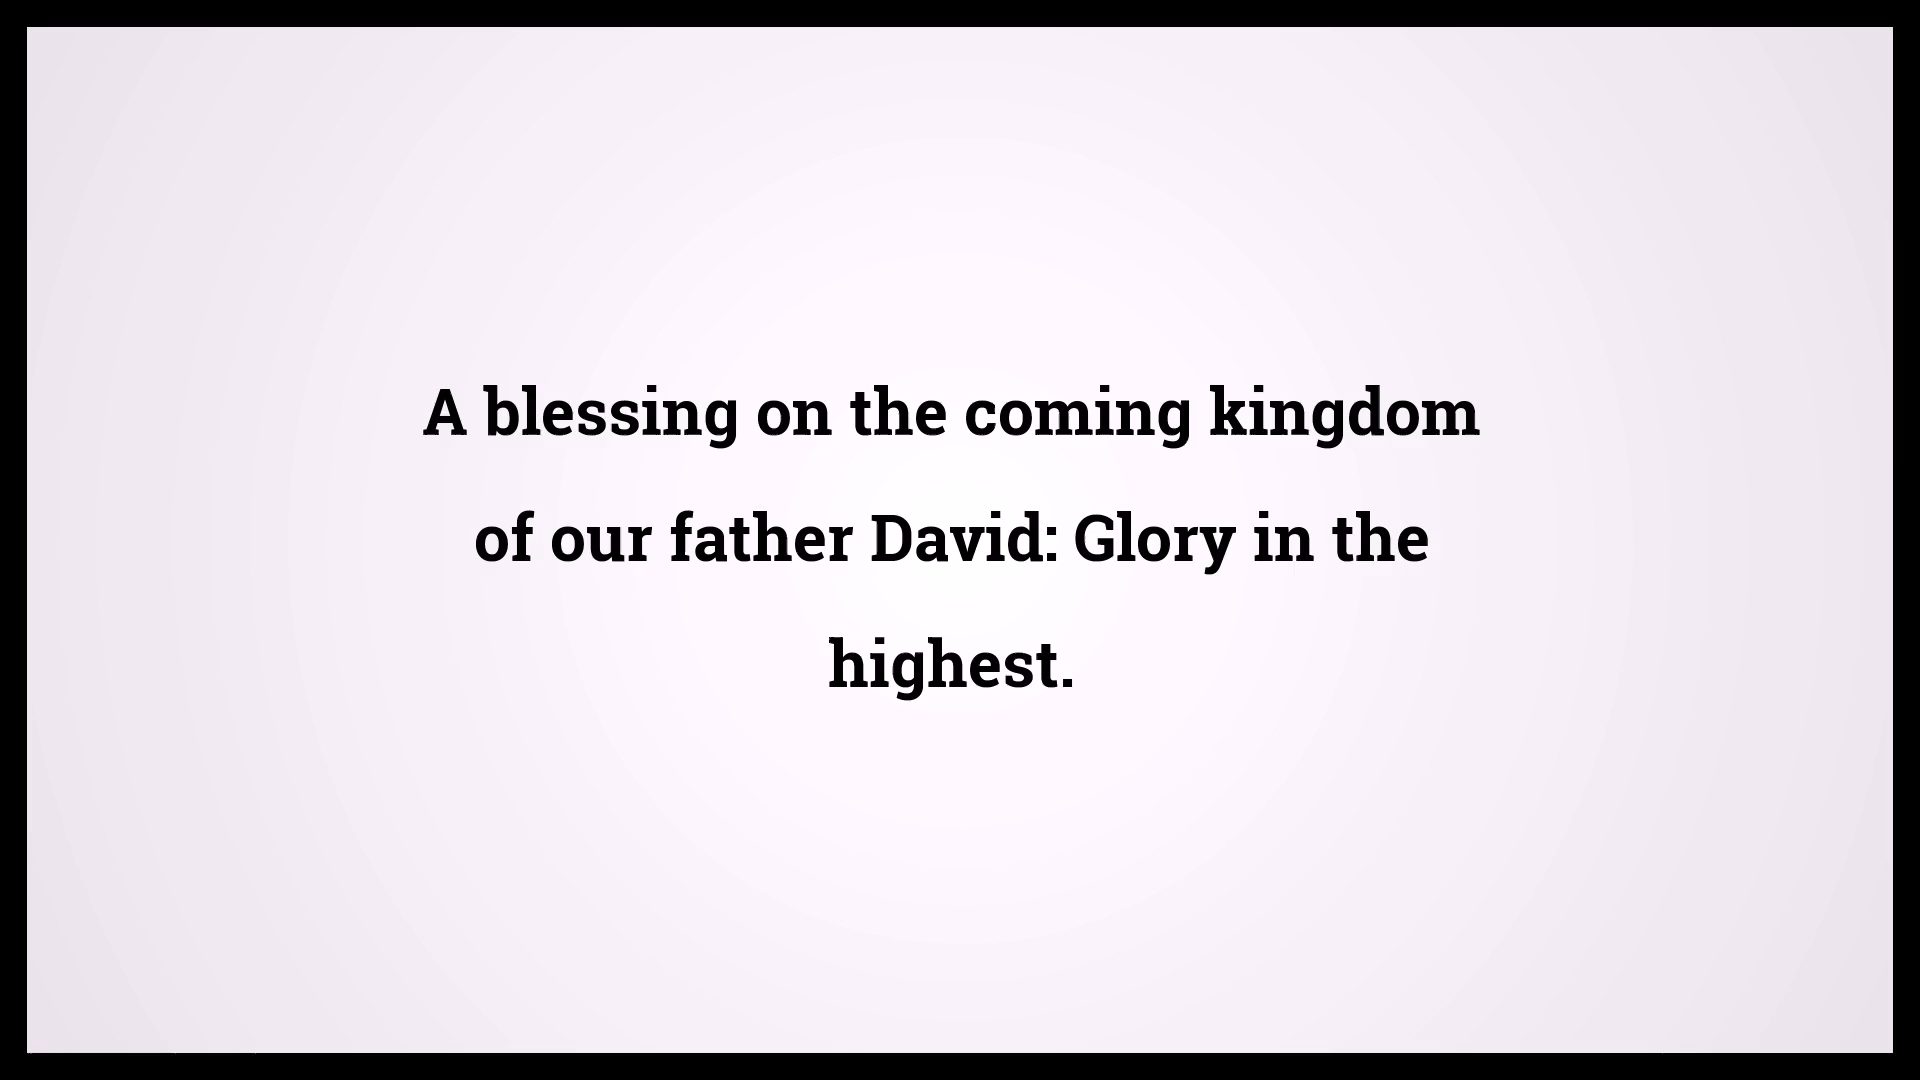 A blessing on the coming kingdom
of our father David: Glory in the
highest.